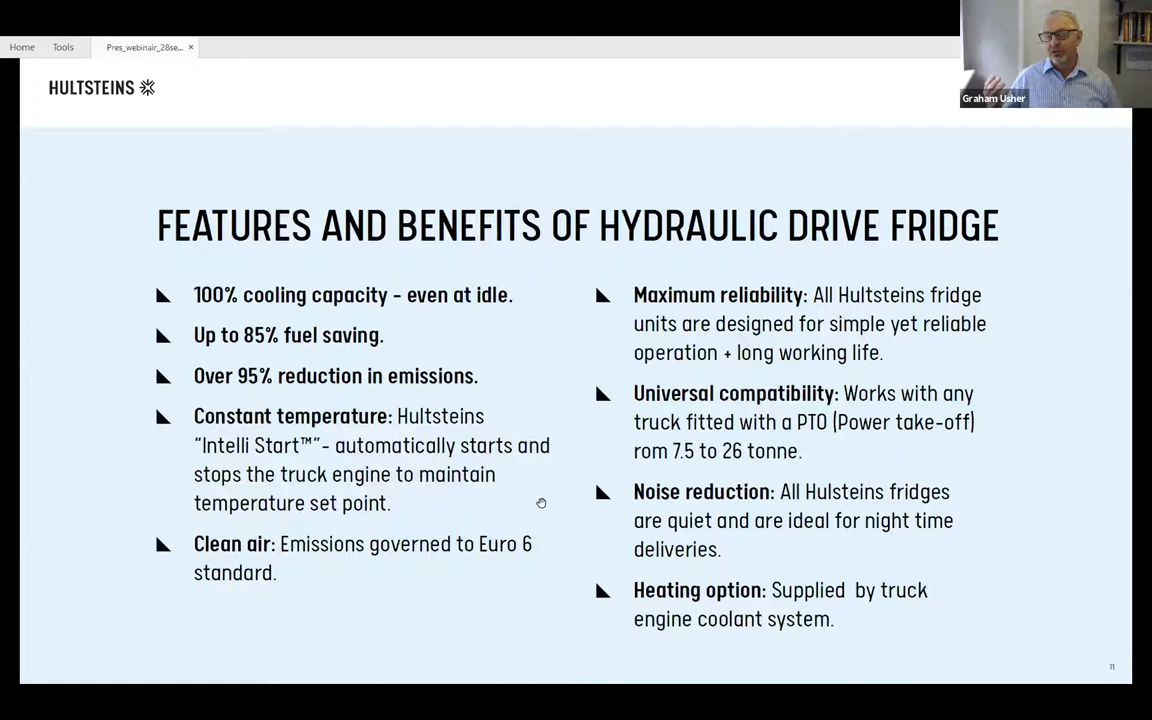 Home Tools Pres_webinair_28se... ×
HULTSTEINS
Graham Usher
FEATURES AND BENEFITS OF HYDRAULIC DRIVE FRIDGE
100% cooling capacity - even at idle.
Up to 85% fuel saving.
Over 95% reduction in emissions.
Constant temperature: Hultsteins
"Intelli Start™"- automatically starts and
stops the truck engine to maintain
temperature set point.
Clean air: Emissions governed to Euro 6
standard.
Maximum reliability: All Hultsteins fridge
units are designed for simple yet reliable
operation + long working life.
Universal compatibility: Works with any
truck fitted with a PTO (Power take-off)
rom 7.5 to 26 tonne.
Noise reduction: All Hulsteins fridges
are quiet and are ideal for night time
deliveries.
Heating option: Supplied by truck
engine coolant system.
11